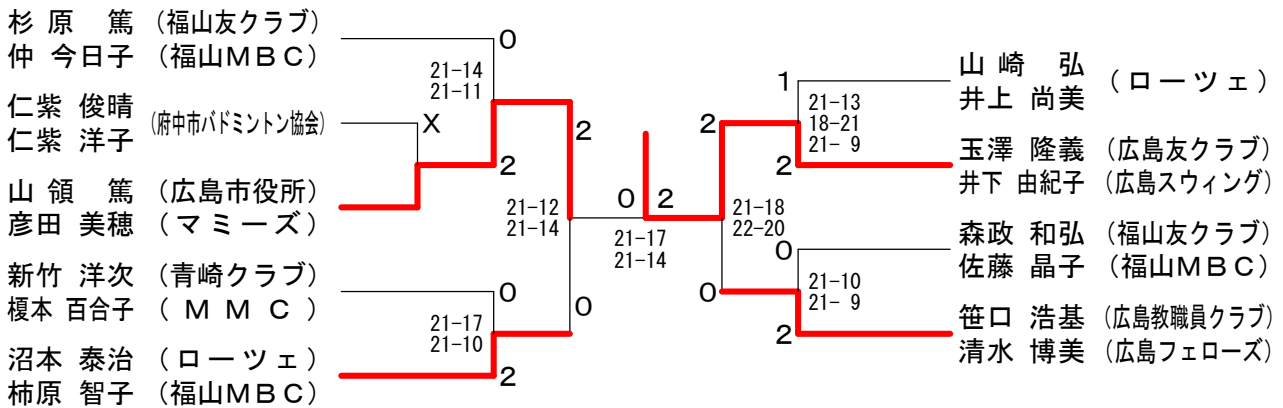 杉原 篤 (福山友クラブ)
仲 今日子 (福山MBC)
仁紫 俊晴
仁紫 洋子
(府中市バドミントン協会)
山領 篤 (広島市役所)
彦田 美穂 (マミーズ)
新竹 洋次 (青崎クラブ)
榎本 百合子 (MMC)
沼本 泰治 (ローツェ)
柿原 智子 (福山MBC)
0
21-14
21-11
X
2
2
21-12
21-14
0
21-17
21-10
2
0
0 2
21-17
21-14
2
21-18
22-20
0
1
21-13
18-21
21- 9
2
0
21-10
21- 9
2
山崎 弘
井上 尚美
(ローツェ)
玉澤 隆義 (広島友クラブ)
井下 由紀子 (広島スウィング)
森政 和弘 (福山友クラブ)
佐藤 晶子 (福山MBC)
笹口 浩基 (広島教職員クラブ)
清水 博美 (広島フェローズ)